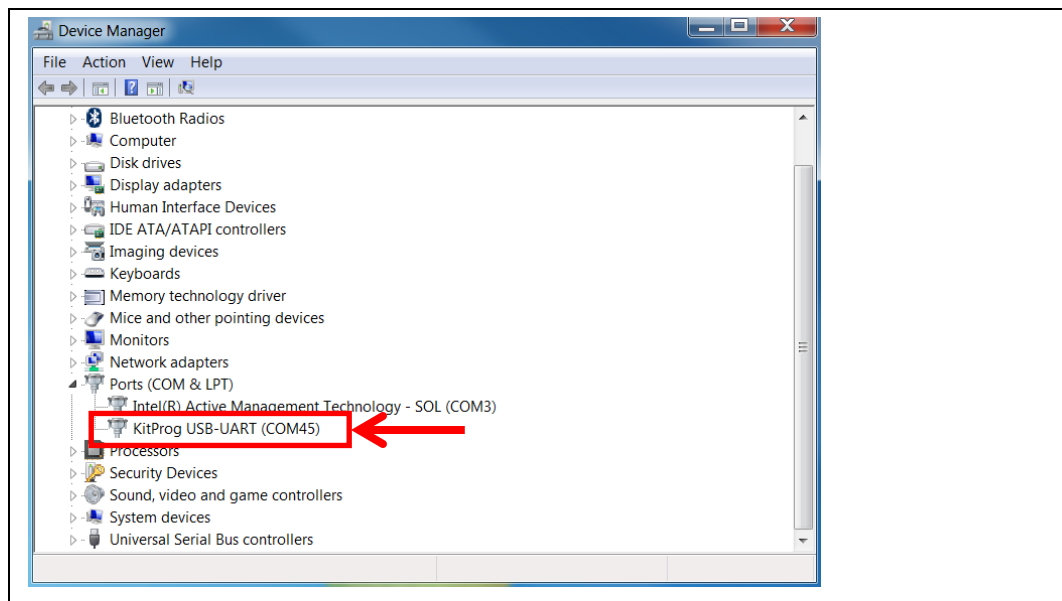 Device Manager
File Action View Help
Bluetooth Radios
Computer
Disk drives
Display adapters
Human Interface Devices
IDE ATA/ATAPI controllers
Imaging devices
Keyboards
Memory technology driver
Mice and other pointing devices
Monitors
Network adapters
Ports (COM & LPT)
Intel(R) Active Management Technology - SOL (COM3)
KitProg USB-UART (COM45)
Processors
Security Devices
Sound, video and game controllers
System devices
Universal Serial Bus controllers